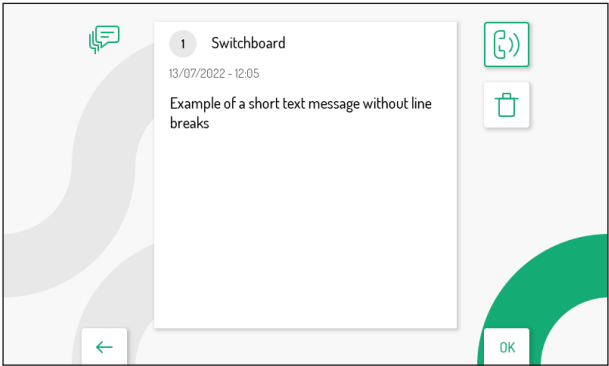 1 Switchboard
13/07/2022 - 12:05
Example of a short text message without line
breaks
OK